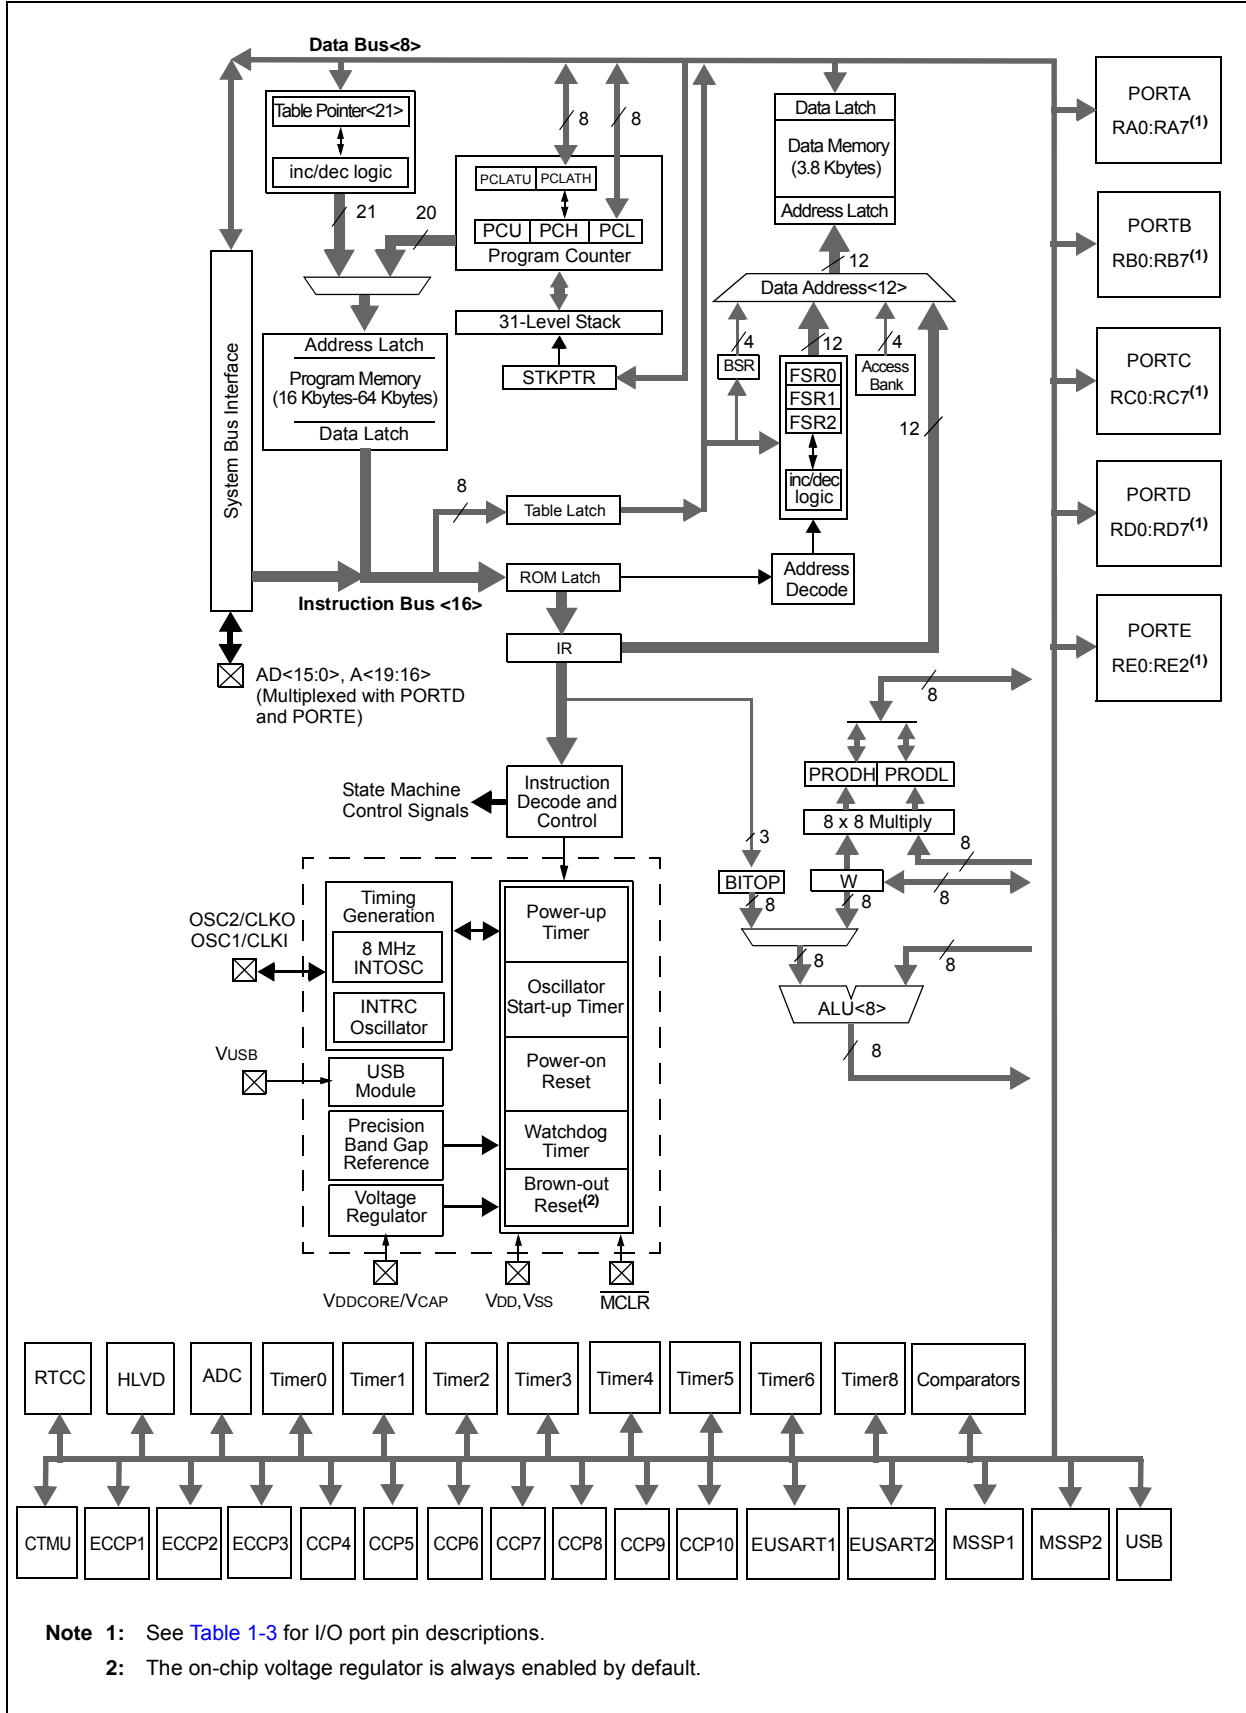 Data Bus<8>
Table Pointer<21>
inc/dec logic
21
20
8
8
PCLATU
PCLATH
PCU
PCH
PCL
Program Counter
31-Level Stack
STKPTR
Data Latch
Data Memory
(3.8 Kbytes)
Address Latch
12
Data Address<12>
4
12
4
BSR
FSR0
FSR1
FSR2
inc/dec
logic
Access
Bank
12
PORTA
RA0:RA7(1)
PORTB
RB0:RB7(1)
PORTC
RC0:RC7(1)
PORTD
RD0:RD7(1)
PORTE
RE0:RE2(1)
System Bus Interface
Address Latch
Program Memory
(16 Kbytes-64 Kbytes)
Data Latch
8
Table Latch
ROM Latch
Instruction Bus <16>
Address
Decode
IR
AD<15:0>, A<19:16>
(Multiplexed with PORTD
and PORTE)
8
PRODH
PRODL
8 x 8 Multiply
State Machine
Control Signals
Instruction
Decode and
Control
3
8
BITOP
W
8
8
8
8
8
ALU<8>
8
OSC2/CLKO
OSC1/CLKI
Timing
Generation
8 MHz
INTOSC
INTRC
Oscillator
Power-up
Timer
Oscillator
Start-up Timer
Power-on
Reset
Watchdog
Timer
Brown-out
Reset(2)
VUSB
USB
Module
Precision
Band Gap
Reference
Voltage
Regulator
VDDCORE/VCAP
VDD, VSS
MCLR
RTCC
HLVD
ADC
Timer0
Timer1
Timer2
Timer3
Timer4
Timer5
Timer6
Timer8
Comparators
CTMU
ECCP1
ECCP2
ECCP3
CCP4
CCP5
CCP6
CCP7
CCP8
CCP9
CCP10
EUSART1
EUSART2
MSSP1
MSSP2
USB
Note 1: See Table 1-3 for I/O port pin descriptions.
2: The on-chip voltage regulator is always enabled by default.